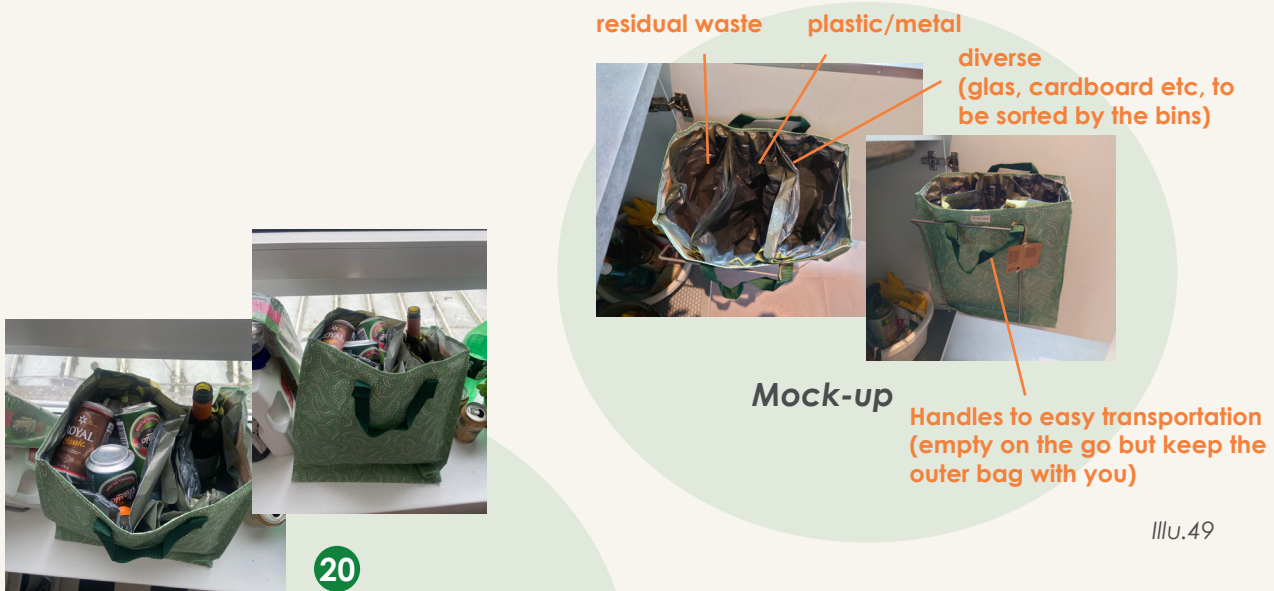 residual waste
plastic/metal
diverse
(glas, cardboard etc, to
be sorted by the bins)
ROYAL
Mock-up
Handles to easy transportation
(empty on the go but keep the
outer bag with you)
Illu.49
20